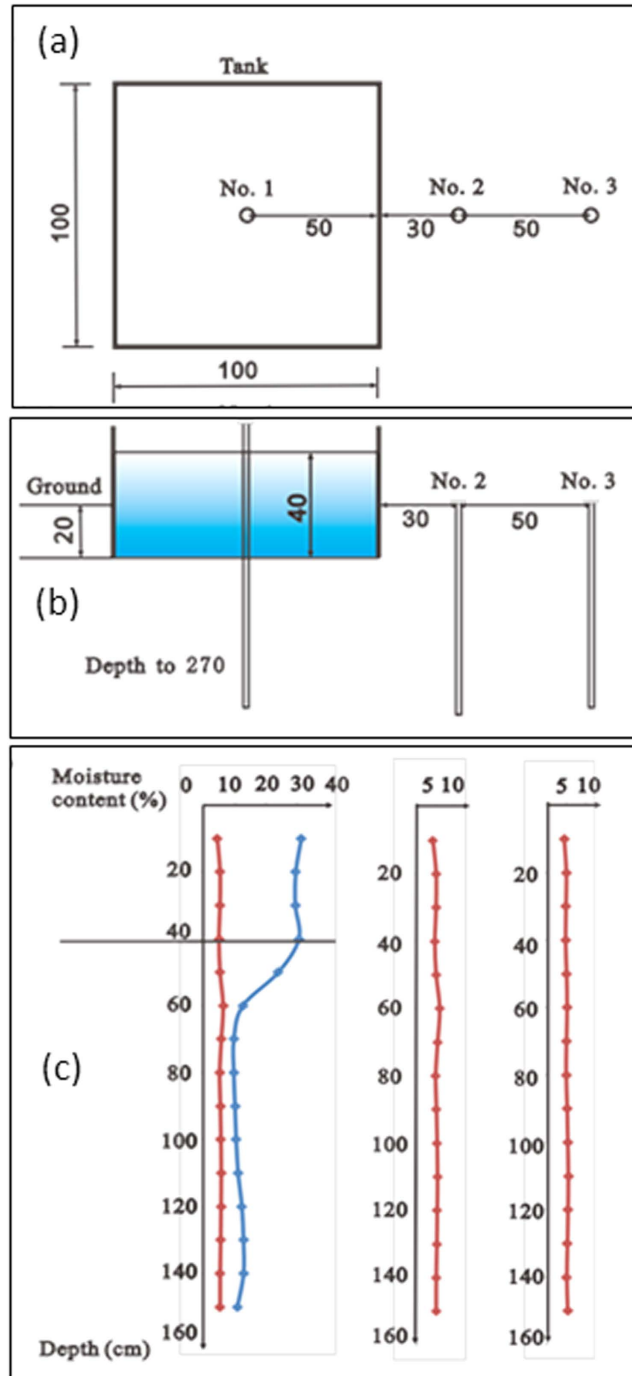 (a)
Tank
No. 1 No. 2 No. 3
50 30 50
100
100
(b)
Ground No. 2 No. 3
20 40 30 50
Depth to 270
(c)
Moisture 0 10 20 30 40 5 10 5 10
content (%)
20 20 20
40 40 40
60 60 60
80 80 80
100 100 100
120 120 120
140 140 140
160 160 160
Depth (cm)